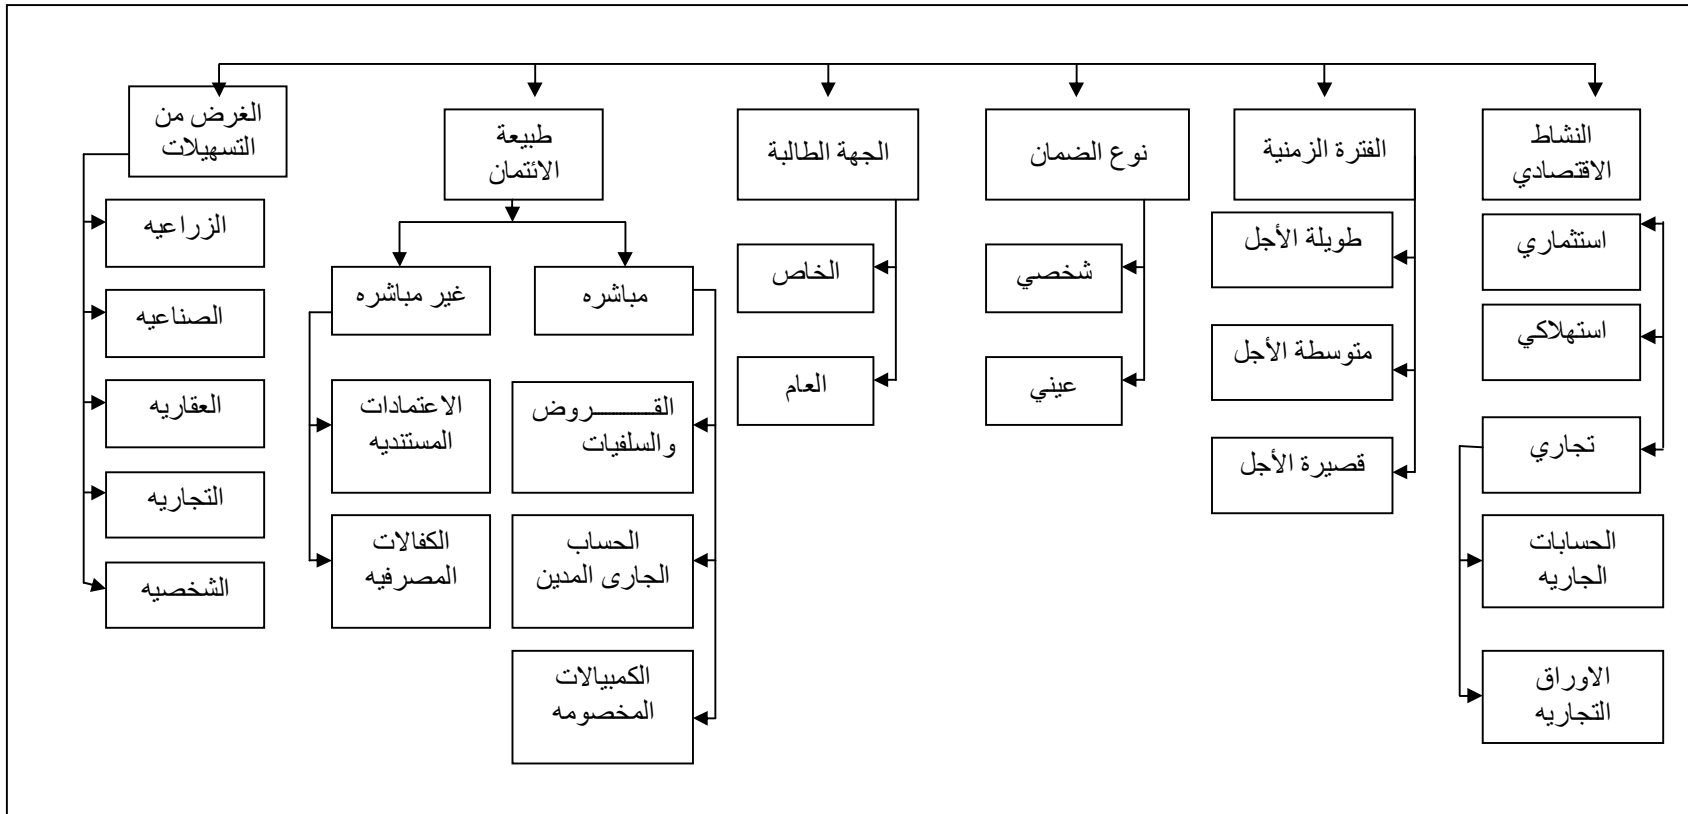 النشاط
الاقتصادي
استثماري
استهلاكي
تجاري
الحسابات
الجاريه
الاوراق
التجاريه
الفترة الزمنية
طويلة الأجل
متوسطة الأجل
قصيرة الأجل
نوع الضمان
شخصي
عيني
الجهة الطالبة
الخاص
العام
طبيعة
الائتمان
مباشره
القــــــــروض
والسلفيات
الحساب
الجارى المدين
الكمبيالات
المخصومه
غير مباشره
الاعتمادات
المستنديه
الكفالات
المصرفيه
الغرض من
التسهيلات
الزراعيه
الصناعيه
العقاريه
التجاريه
الشخصيه